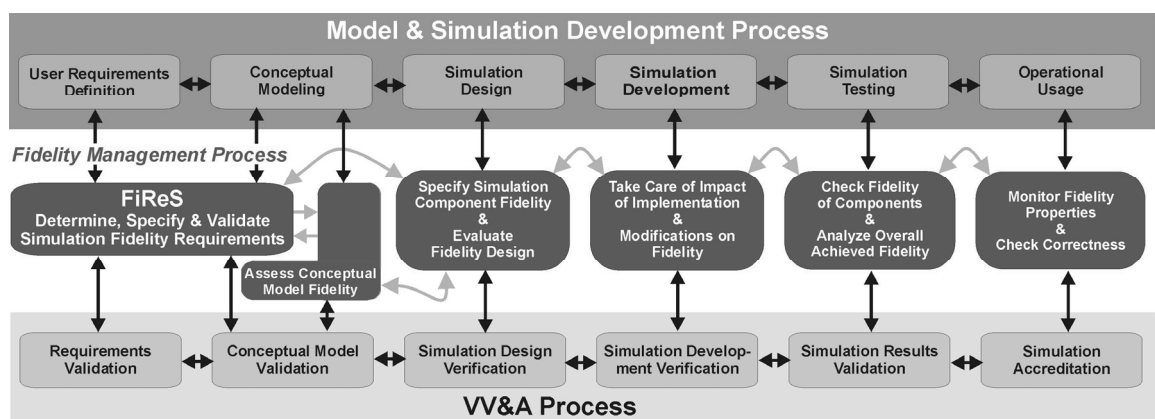 Model & Simulation Development Process
User Requirements
Definition
Conceptual
Modeling
Simulation
Design
Simulation
Development
Simulation
Testing
Operational
Usage
Fidelity Management Process
FiReS
Determine, Specify & Validate
Simulation Fidelity Requirements
Assess Conceptual
Model Fidelity
Specify Simulation
Component Fidelity
&
Evaluate
Fidelity Design
Take Care of Impact
of Implementation
&
Modifications on
Fidelity
Check Fidelity
of Components
&
Analyze Overall
Achieved Fidelity
Monitor Fidelity
Properties
&
Check Correctness
Requirements
Validation
Conceptual Model
Validation
Simulation Design
Verification
Simulation Develop-
ment Verification
Simulation Results
Validation
Simulation
Accreditation
VV&A Process